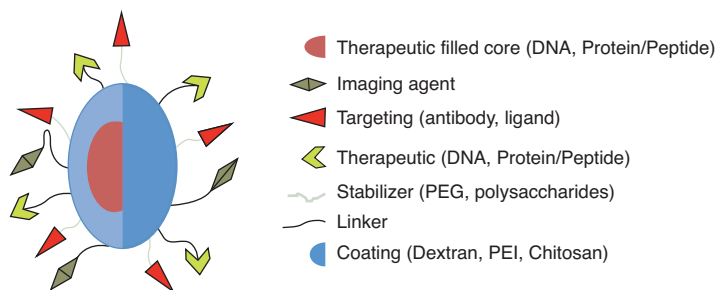 Therapeutic filled core (DNA, Protein/Peptide)
Imaging agent
Targeting (antibody, ligand)
Therapeutic (DNA, Protein/Peptide)
Stabilizer (PEG, polysaccharides)
Linker
Coating (Dextran, PEI, Chitosan)